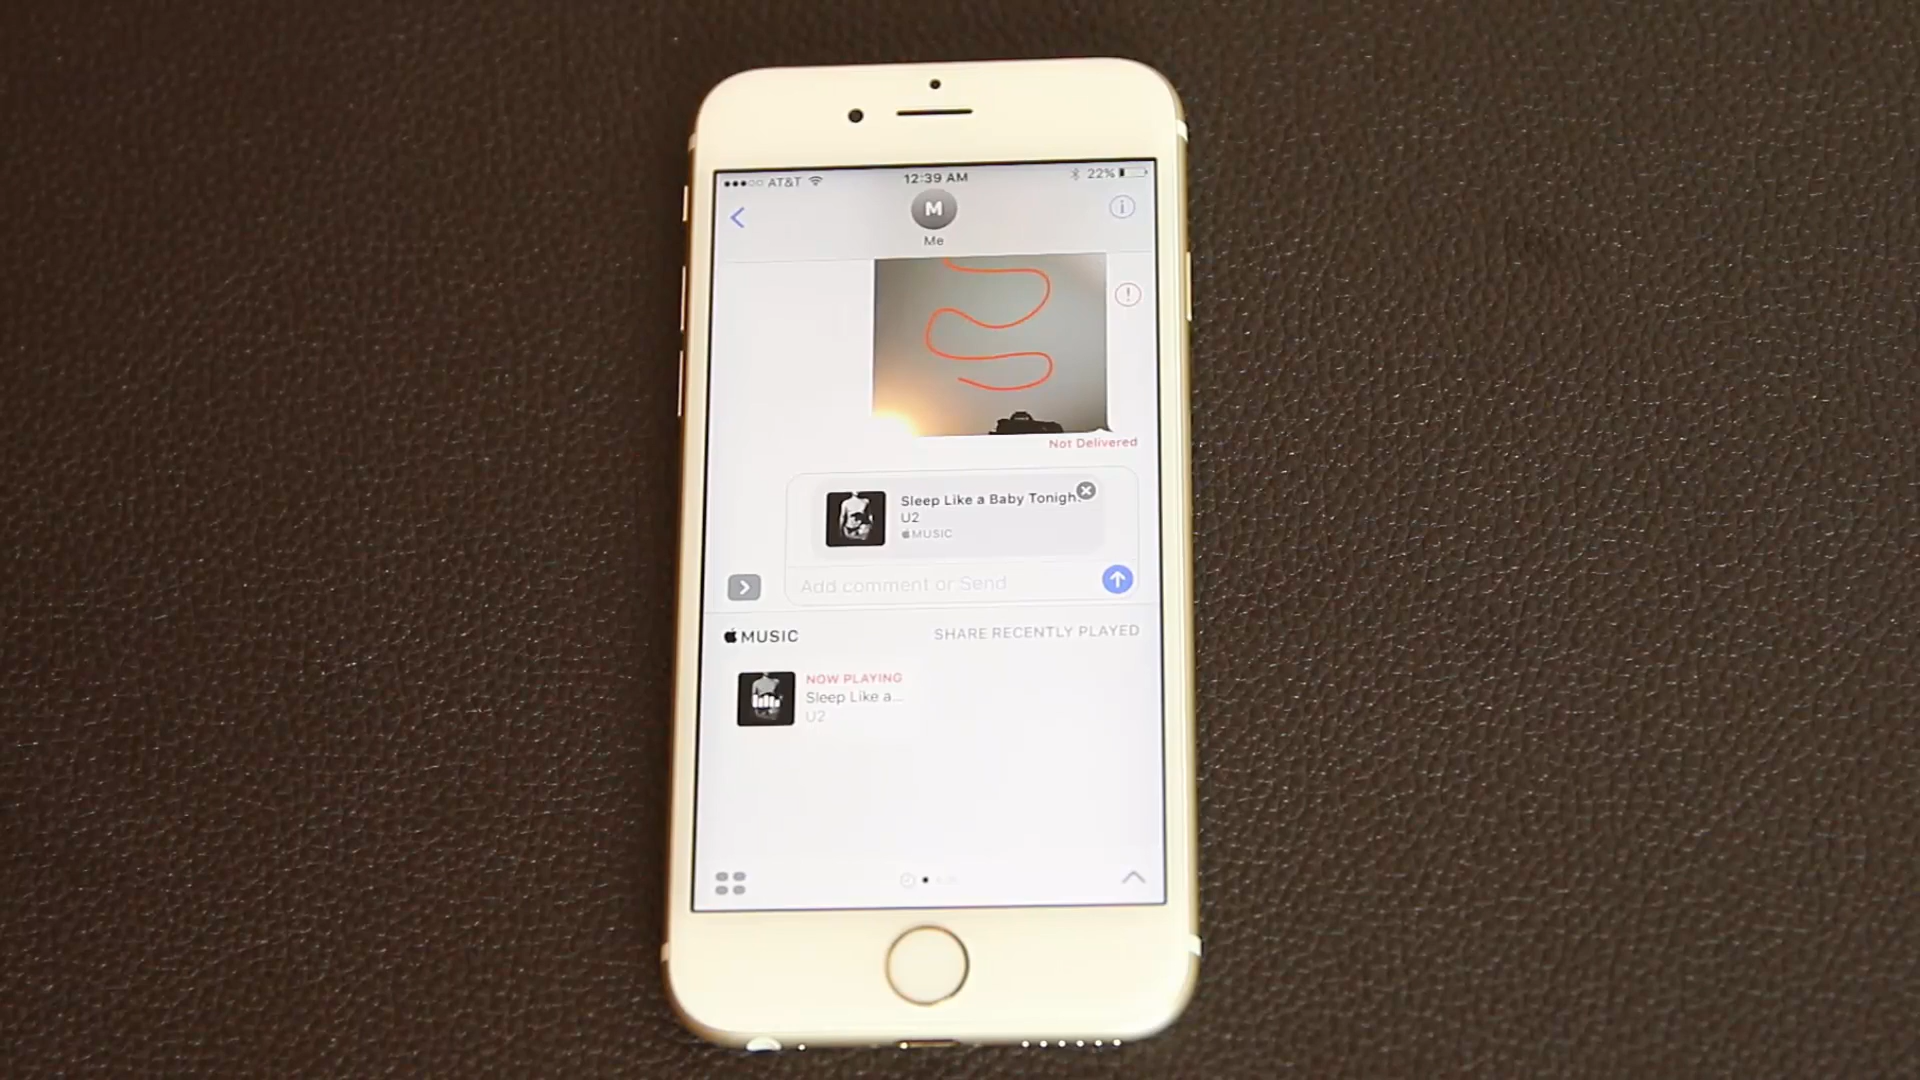 AT&T 12:39 AM 22%
M
Me
Not Delivered
Sleep Like a Baby Tonight
U2
MUSIC
Add comment or Send
MUSIC SHARE RECENTLY PLAYED
NOW PLAYING
Sleep Like a...
U2